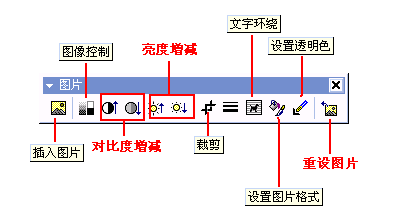 文字环绕
图像控制
亮度增减
设置透明色
图片
插入图片
对比度增减
裁剪
重设图片
设置图片格式